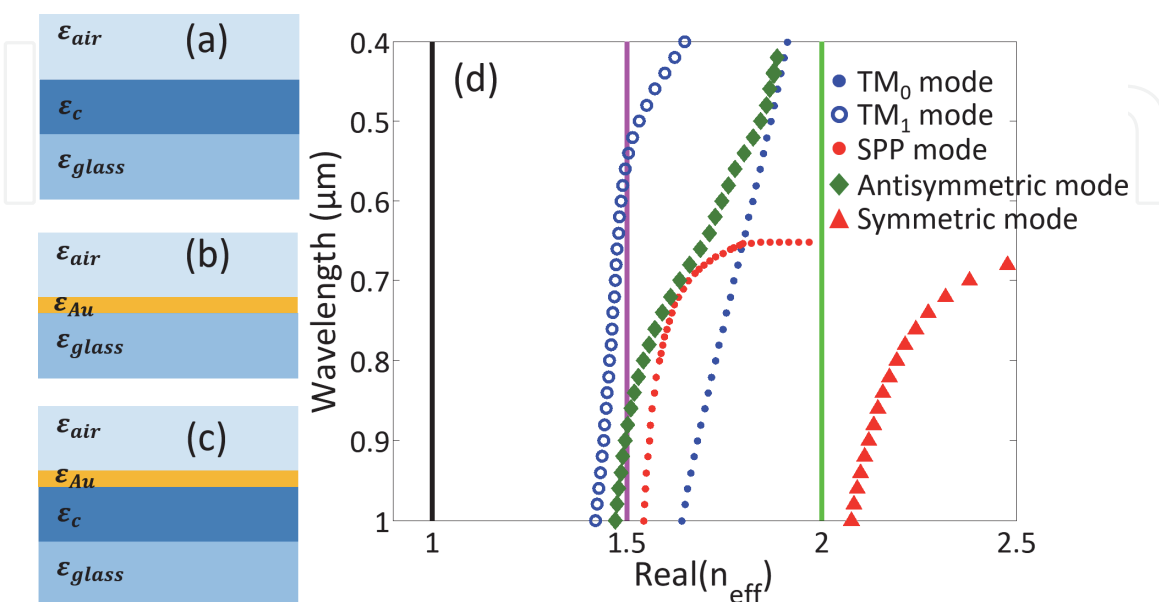 ε_air (a)
ε_c
ε_glass
ε_air
(b)
ε_Au
ε_glass
ε_air (c)
ε_Au
ε_c
ε_glass
(d)
Wavelength (μm)
0.4
0.5
0.6
0.7
0.8
0.9
1
1 1.5 2 2.5
Real(n_eff)
TM_0 mode
TM_1 mode
SPP mode
Antisymmetric mode
Symmetric mode